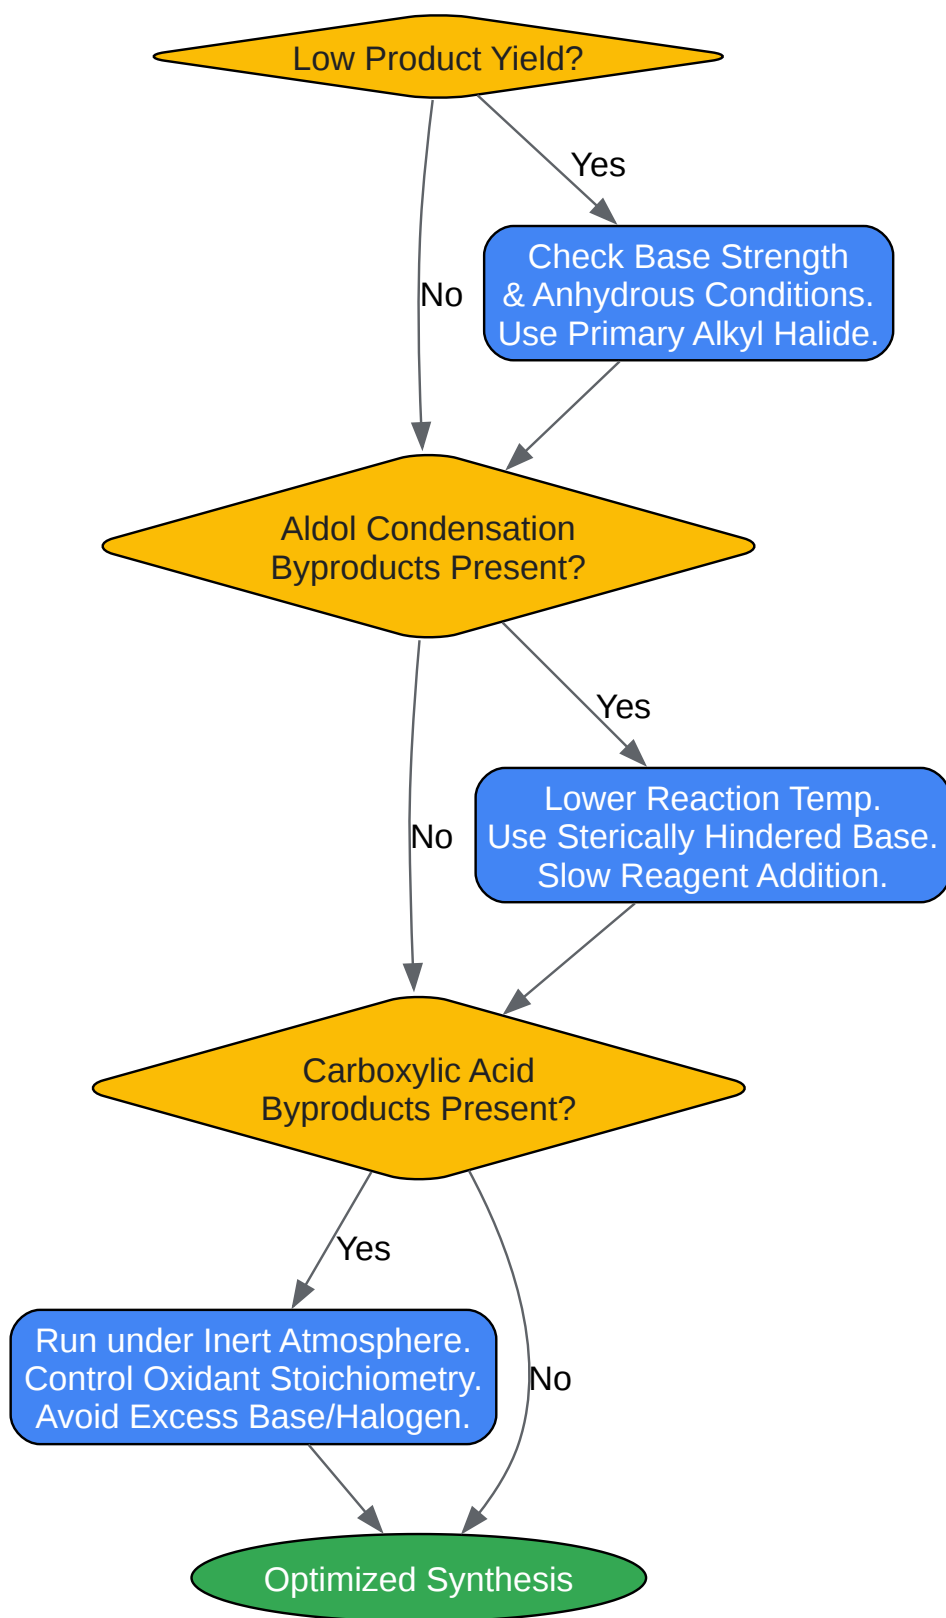 Low Product Yield?
Yes
No
Check Base Strength
& Anhydrous Conditions.
Use Primary Alkyl Halide.
Aldol Condensation
Byproducts Present?
Yes
No
Lower Reaction Temp.
Use Sterically Hindered Base.
Slow Reagent Addition.
Carboxylic Acid
Byproducts Present?
Yes
No
Run under Inert Atmosphere.
Control Oxidant Stoichiometry.
Avoid Excess Base/Halogen.
Optimized Synthesis